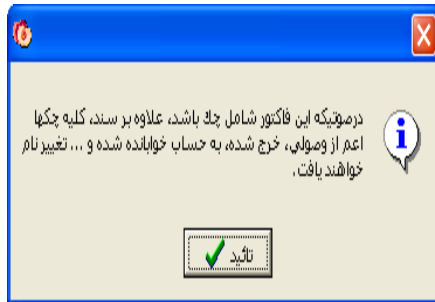 درصوتیکه این فاکتور شامل چك باشد، علاوه بر سند، کلیه چکها
اعم از وصولي، خرج شده، به حساب خوابانده شده و ... تغییر نام
خواهند یافت.
تائید